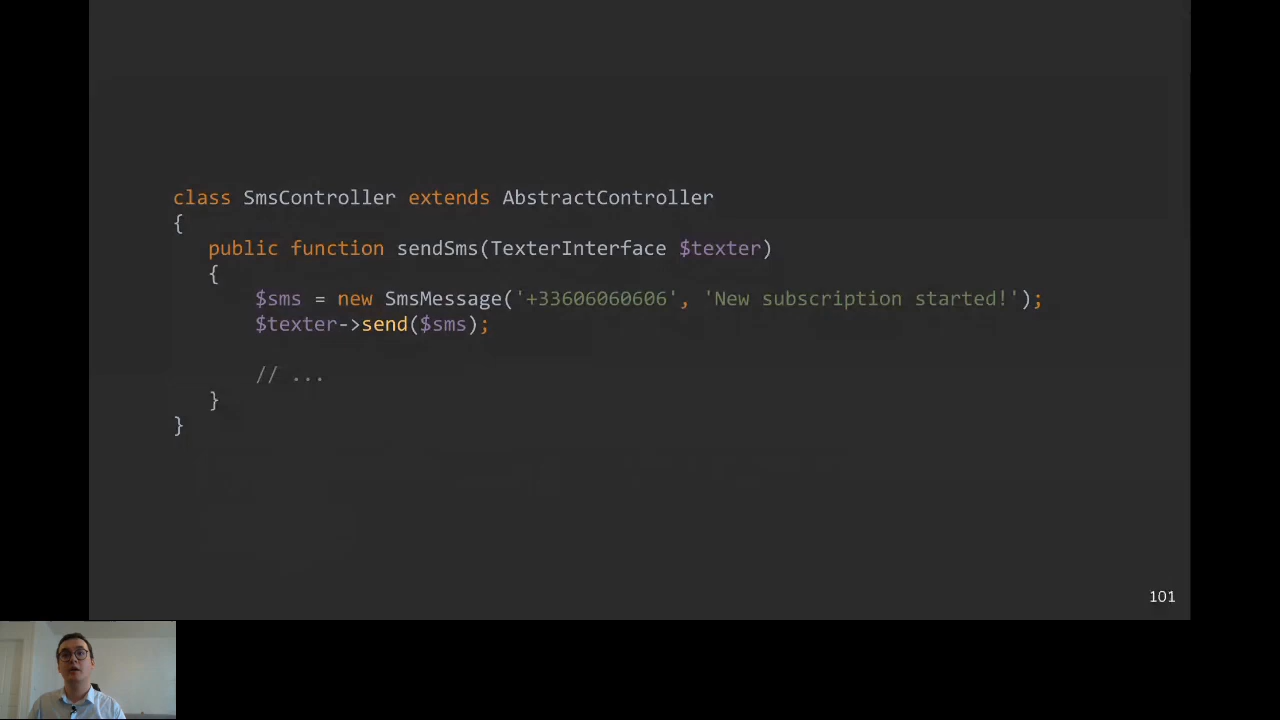 class SmsController extends AbstractController
{
public function sendSms(TexterInterface $texter)
{
$sms = new SmsMessage('+33606060606', 'New subscription started!');
$texter->send($sms);
// ...
}
}
101